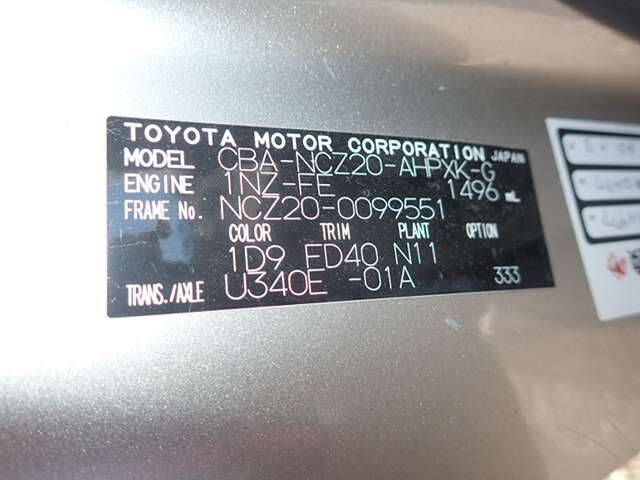 TOYOTA MOTOR CORPORATION JAPAN
MODEL CBA-NCZ20-AHPXK-G
ENGINE 1NZ-FE 1496 mL
FRAME No. NCZ20-0099551
COLOR TRIM PLANT OPTION
1D9 FD40 N11
TRANS./AXLE U340E -01A 333